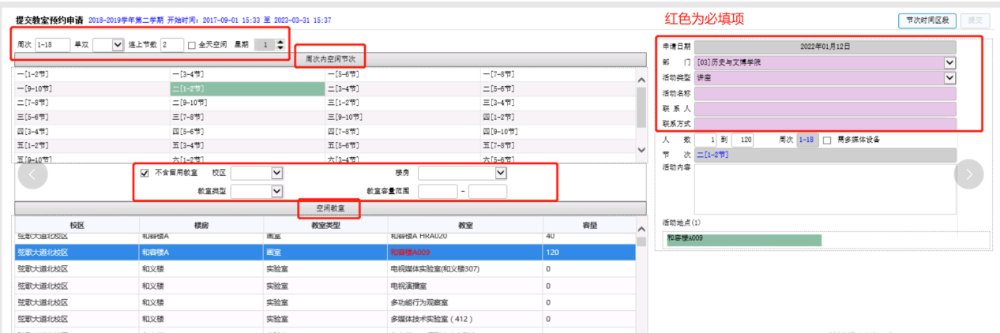 提交教室预约申请 2018-2019学年第二学期 开始时间：2017-09-01 15:33 至 2023-03-31 15:37
红色为必填项
节次时间区段 提交
周次 1-18 单双 连上节数 2 全天空闲 星期 1
周次内空闲节次
一[1-2节] 一[3-4节] 一[5-6节] 一[7-8节]
一[9-10节] 二[1-2节] 二[3-4节] 二[5-6节]
二[7-8节] 二[9-10节] 三[1-2节] 三[3-4节]
三[5-6节] 三[7-8节] 三[9-10节] 四[1-2节]
四[3-4节] 四[5-6节] 四[7-8节] 四[9-10节]
五[1-2节] 五[3-4节] 五[5-6节] 五[7-8节]
五[9-10节] 六[1-2节] 六[3-4节] 六[5-6节]
不含留用教室 校区 楼房
教室类型 教室容量范围 -
空闲教室
校区 楼房 教室类型 教室 容量
弦歌大道北校区 和容楼A 画室 和容楼A HRA020 40
弦歌大道北校区 和容楼A 画室 和容楼A009 120
弦歌大道北校区 和义楼 实验室 电视媒体实验室(和义楼307) 0
弦歌大道北校区 和义楼 实验室 电视演播室 0
弦歌大道北校区 和义楼 实验室 多功能行为观察室 0
弦歌大道北校区 和义楼 实验室 多媒体技术实验室（412） 0
申请日期 2022年01月12日
部 门 [03]历史与文博学院
活动类型 讲座
活动名称
联 系 人
联系方式
人 数 1 到 120 周次 1-18 需多媒体设备
节 次 二[1-2节]
活动内容
活动地点(1)
和容楼A009